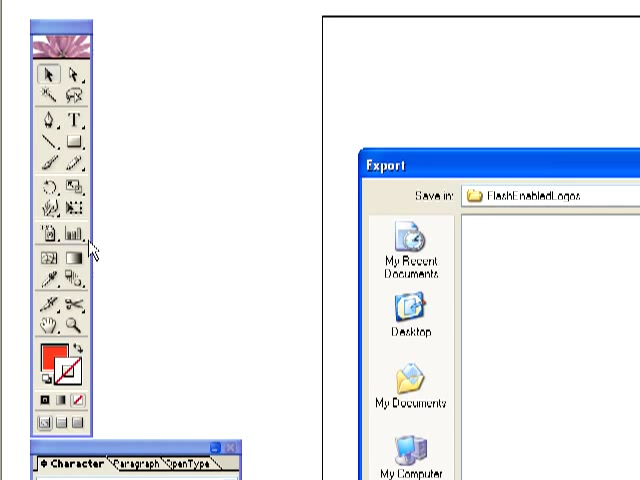 Export
Save in: FlashEnabledLogos
My Recent
Documents
Desktop
My Documents
My Computer
Character Paragraph OpenType